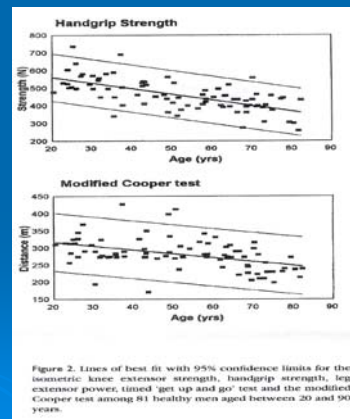 Handgrip Strength
800
700
600
500
400
300
200
Strength (N)
20 30 40 50 60 70 80 90
Age (yrs)
Modified Cooper test
450
400
350
300
250
200
150
Distance (m)
20 30 40 50 60 70 80 90
Age (yrs)
Figure 2. Lines of best fit with 95% confidence limits for the
isometric knee extensor strength, handgrip strength, leg
extensor power, timed 'get up and go' test and the modified
Cooper test among 81 healthy men aged between 20 and 90
years.